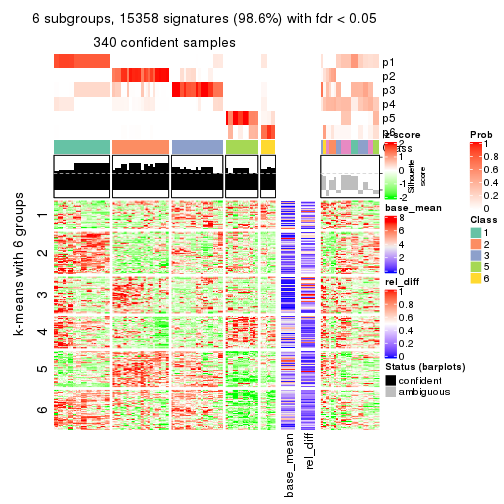 6 subgroups, 15358 signatures (98.6%) with fdr < 0.05
340 confident samples
p1
p2
p3
p4
p5
p6
Class
z-score
2
1
0
-1
-2
Silhouette
score
Prob
1
0.8
0.6
0.4
0.2
0
Class
1
2
3
5
6
base_mean
8
6
4
2
0
rel_diff
1
0.8
0.6
0.4
0.2
0
Status (barplots)
confident
ambiguous
k-means with 6 groups
1
2
3
4
5
6
base_mean
rel_diff